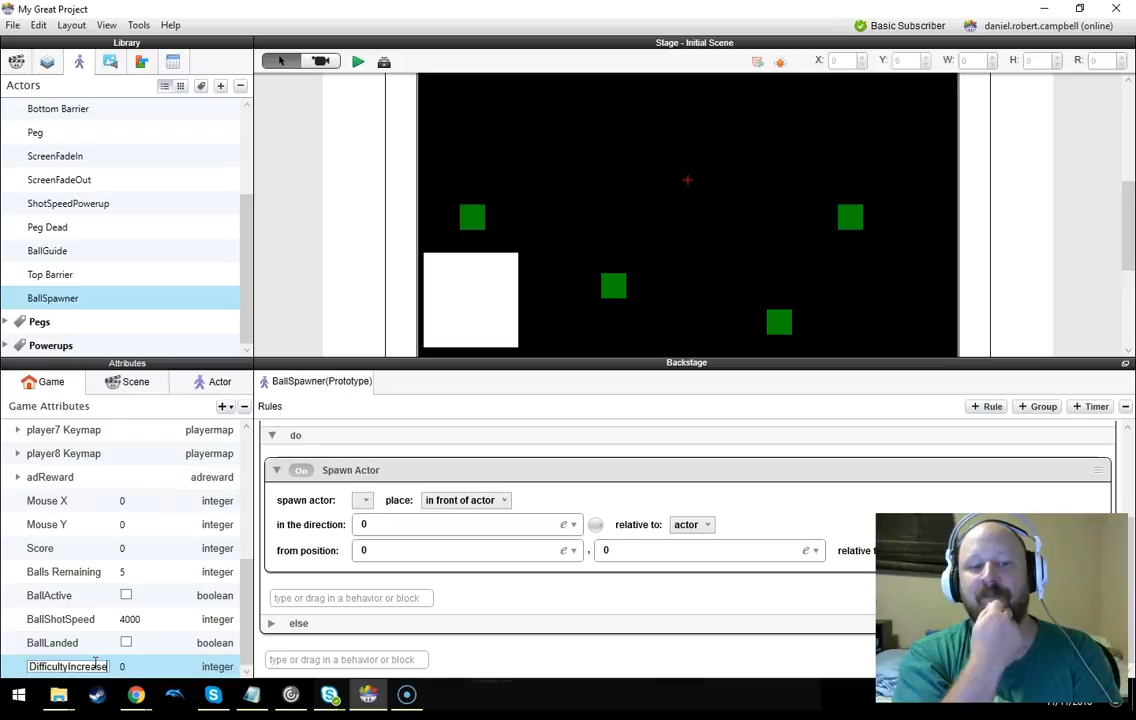 My Great Project
File Edit Layout View Tools Help
Basic Subscriber daniel.robert.campbell (online)
Library
Stage - Initial Scene
X: 0 Y: 0 W: 0 H: 0 R: 0
Actors
Bottom Barrier
Peg
ScreenFadeIn
ScreenFadeOut
ShotSpeedPowerup
Peg Dead
BallGuide
Top Barrier
BallSpawner
Pegs
Powerups
Attributes
Backstage
Game Scene Actor
BallSpawner(Prototype)
Game Attributes
Rules
+ Rule + Group + Timer
player7 Keymap playermap
player8 Keymap playermap
adReward adreward
Mouse X 0 integer
Mouse Y 0 integer
Score 0 integer
Balls Remaining 5 integer
BallActive boolean
BallShotSpeed 4000 integer
BallLanded boolean
DifficultyIncrease 0 integer
do
On Spawn Actor
spawn actor: place: in front of actor
in the direction: 0 e relative to: actor
from position: 0 e , 0 e relative
type or drag in a behavior or block
else
type or drag in a behavior or block